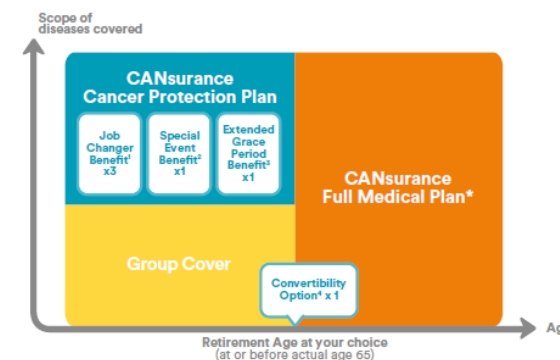 Scope of
diseases covered
CANsurance
Cancer Protection Plan
Job
Changer
Benefit¹
x3
Special
Event
Benefit²
x1
Extended
Grace
Period
Benefit³
x1
CANsurance
Full Medical Plan*
Group Cover
Convertibility
Option⁴ x 1
Retirement Age at your choice
(at or before actual age 65)